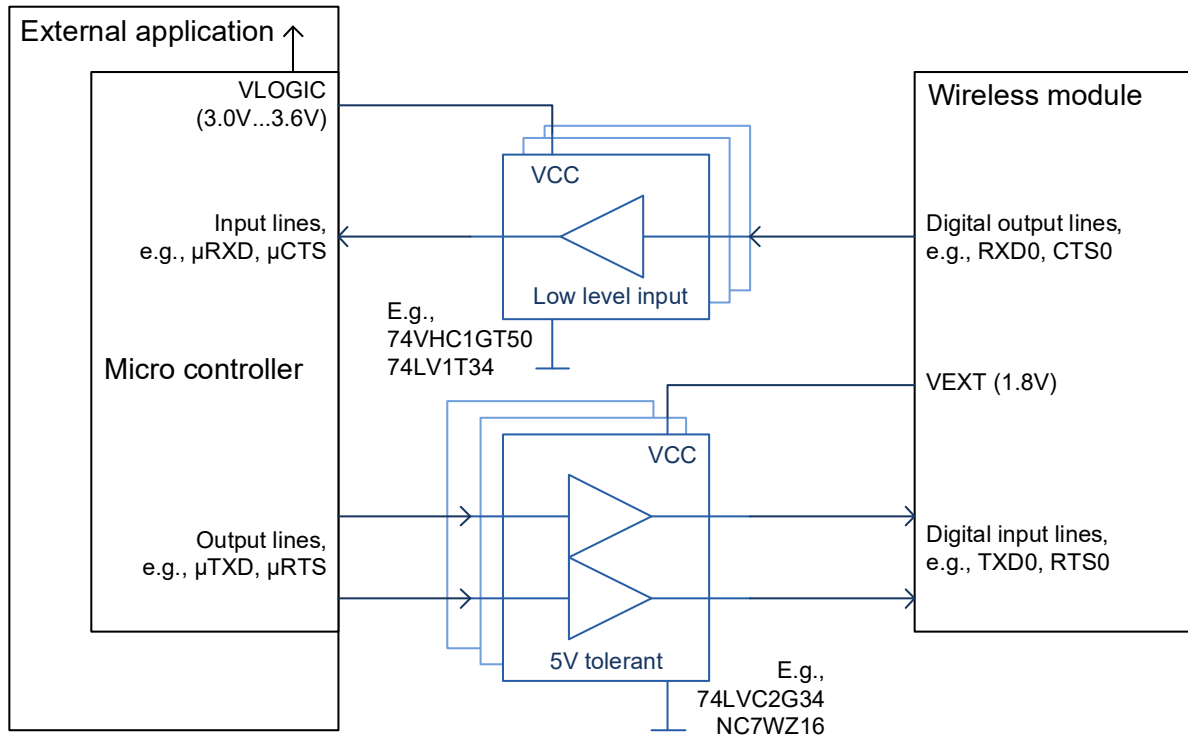 External application
VLOGIC
(3.0V...3.6V)
Wireless module
VCC
Input lines,
e.g., µRXD, µCTS
Digital output lines,
e.g., RXD0, CTS0
Low level input
E.g.,
74VHC1GT50
74LV1T34
Micro controller
VEXT (1.8V)
VCC
Output lines,
e.g., µTXD, µRTS
Digital input lines,
e.g., TXD0, RTS0
5V tolerant
E.g.,
74LVC2G34
NC7WZ16